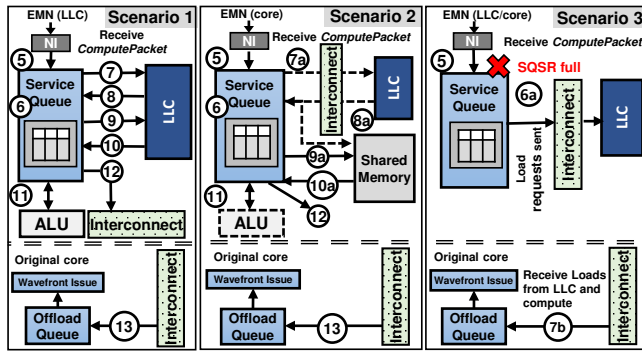 Scenario 1
EMN (LLC)
NI
Receive
ComputePacket
5
Service
Queue
6
7
8
9
10
12
LLC
11
ALU
Interconnect
Original core
Wavefront Issue
Offload
Queue
13
Interconnect
Scenario 2
EMN (core)
NI
Receive ComputePacket
5
Service
Queue
6
7a
Interconnect
LLC
8a
9a
Shared
Memory
10a
11
12
ALU
Original core
Wavefront Issue
Offload
Queue
13
Interconnect
Scenario 3
EMN (LLC/core)
NI
Receive ComputePacket
5
SQSR full
Service
Queue
6a
Load
requests sent
Interconnect
LLC
Original core
Wavefront Issue
Receive Loads
from LLC and
compute
Offload
Queue
7b
Interconnect